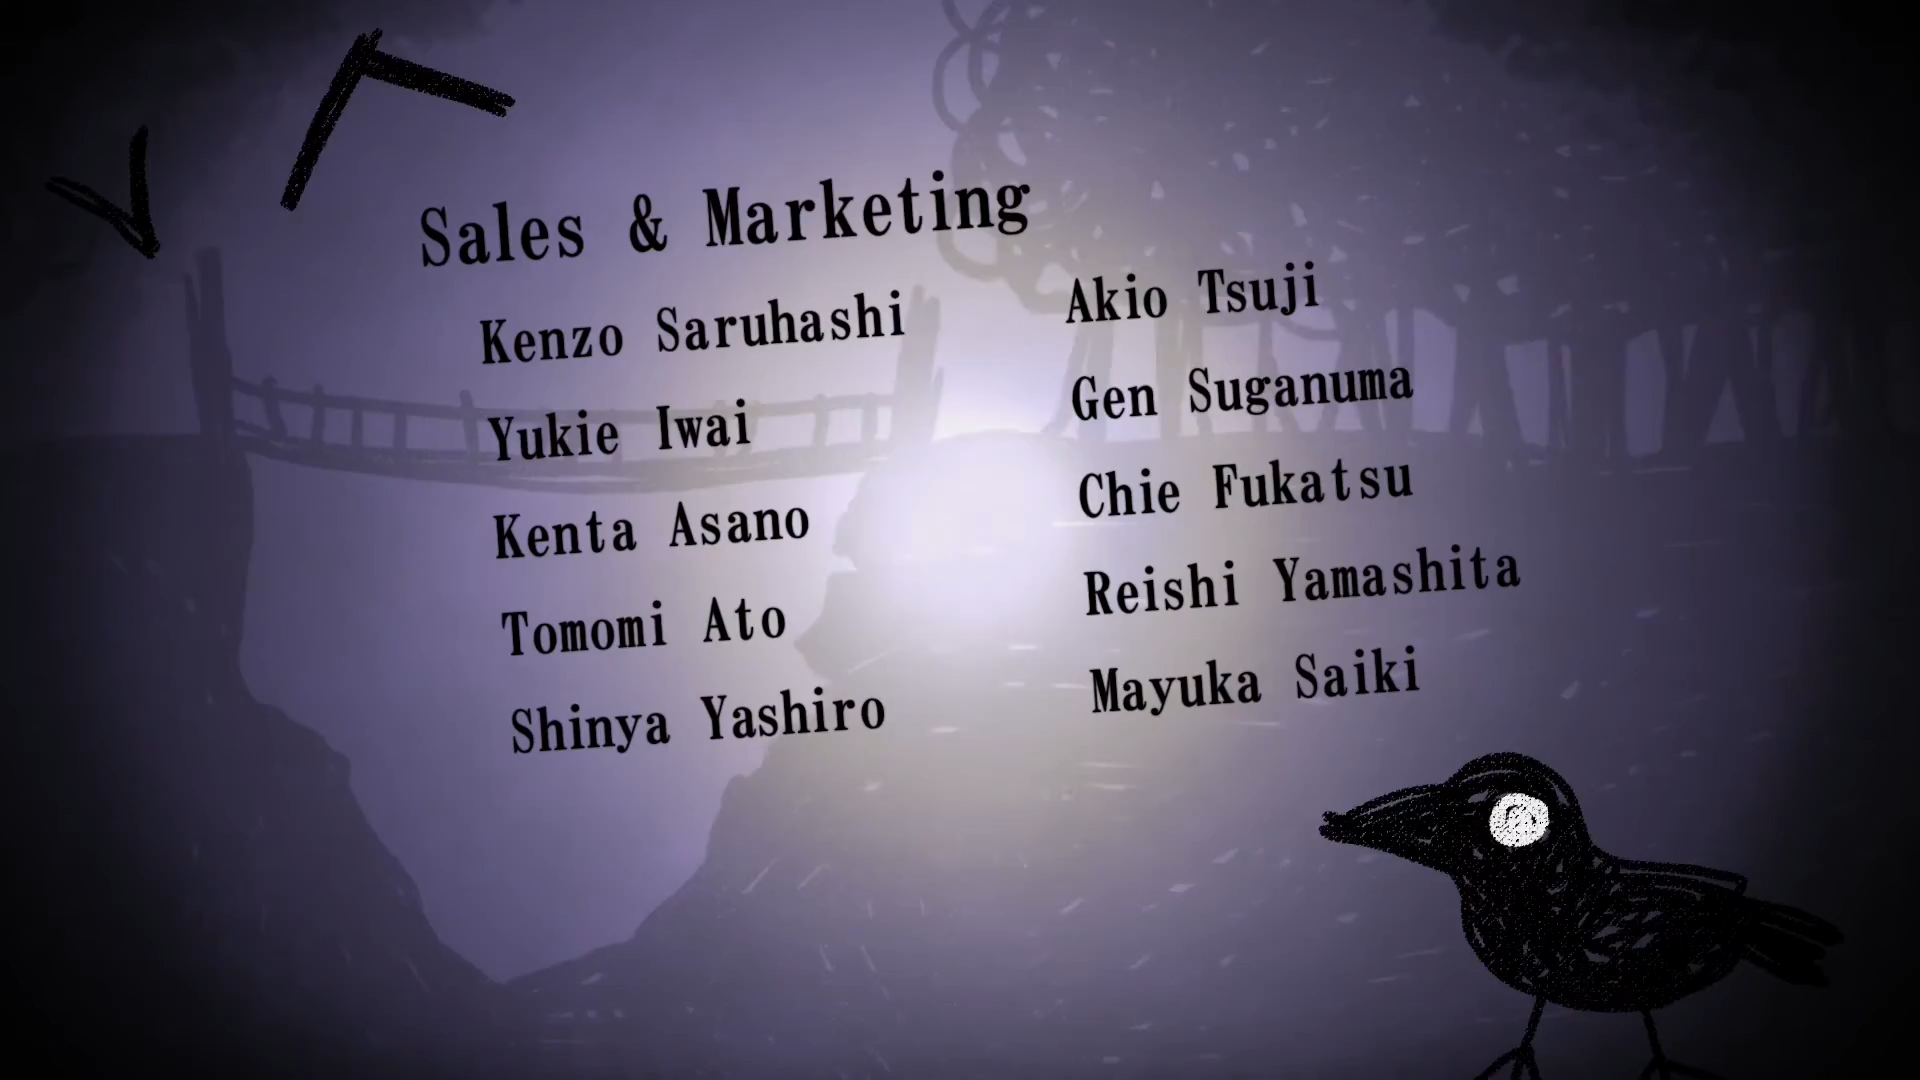 Sales & Marketing
Kenzo Saruhashi
Yukie Iwai
Kenta Asano
Tomomi Ato
Shinya Yashiro
Akio Tsuji
Gen Suganuma
Chie Fukatsu
Reishi Yamashita
Mayuka Saiki